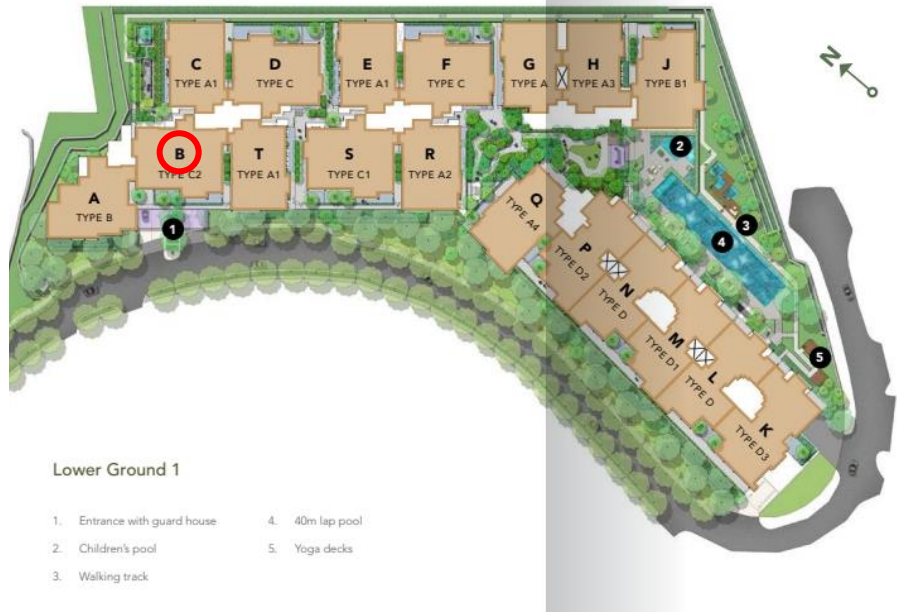 C
TYPE A1
D
TYPE C
E
TYPE A1
F
TYPE C
G
TYPE A
H
TYPE A3
J
TYPE B1
N
A
TYPE B
B
TYPE C2
T
TYPE A1
S
TYPE C1
R
TYPE A2
Q
TYPE A4
P
TYPE D2
N
TYPE D
M
TYPE D1
L
TYPE D
K
TYPE D3
1
2
3
4
5
Lower Ground 1
1. Entrance with guard house
2. Children's pool
3. Walking track
4. 40m lap pool
5. Yoga decks